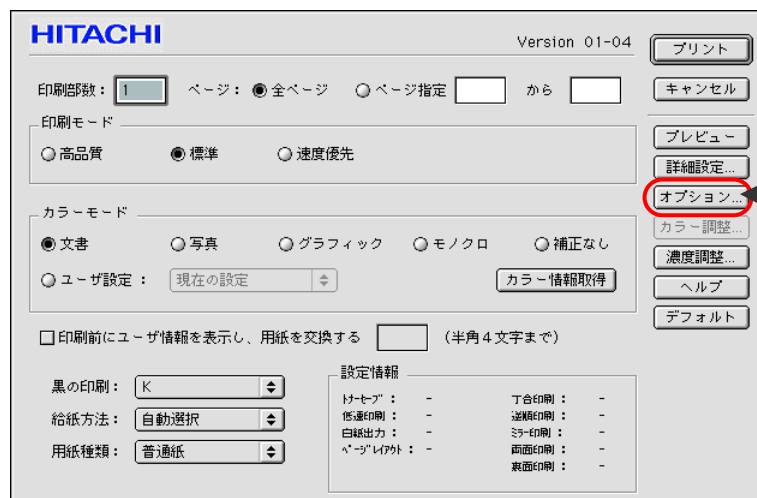 HITACHI Version 01-04
プリント
印刷部数： 1 ページ： 全ページ ページ指定 から
キャンセル
印刷モード
プレビュー
高品質 標準 速度優先
詳細設定...
オプション...
カラーモード
カラー調整...
文書 写真 グラフィック モノクロ 補正なし
濃度調整...
ユーザ設定： 現在の設定 カラー情報取得
ヘルプ
デフォルト
印刷前にユーザ情報を表示し、用紙を交換する （半角4文字まで）
設定情報
黒の印刷： K
給紙方法： 自動選択
用紙種類： 普通紙
ﾄﾅｰｾｰﾌﾞ： - 丁合印刷： -
低速印刷： - 逆順印刷： -
白紙出力： - ﾐﾗｰ印刷： -
ﾍﾟｰｼﾞﾚｲｱｳﾄ： - 両面印刷： -
裏面印刷： -